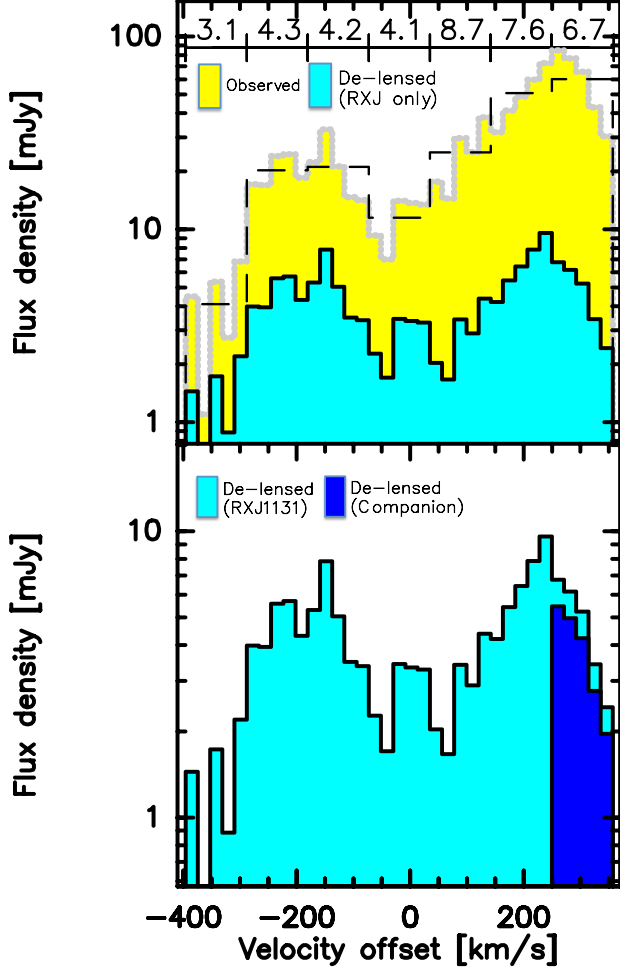 3.1 4.3 4.2 4.1 8.7 7.6 6.7
100
Observed
De-lensed
(RXJ only)
10
1
Flux density [mJy]
De-lensed
(RXJ1131)
De-lensed
(Companion)
10
1
Flux density [mJy]
−400 −200 0 200
Velocity offset [km/s]